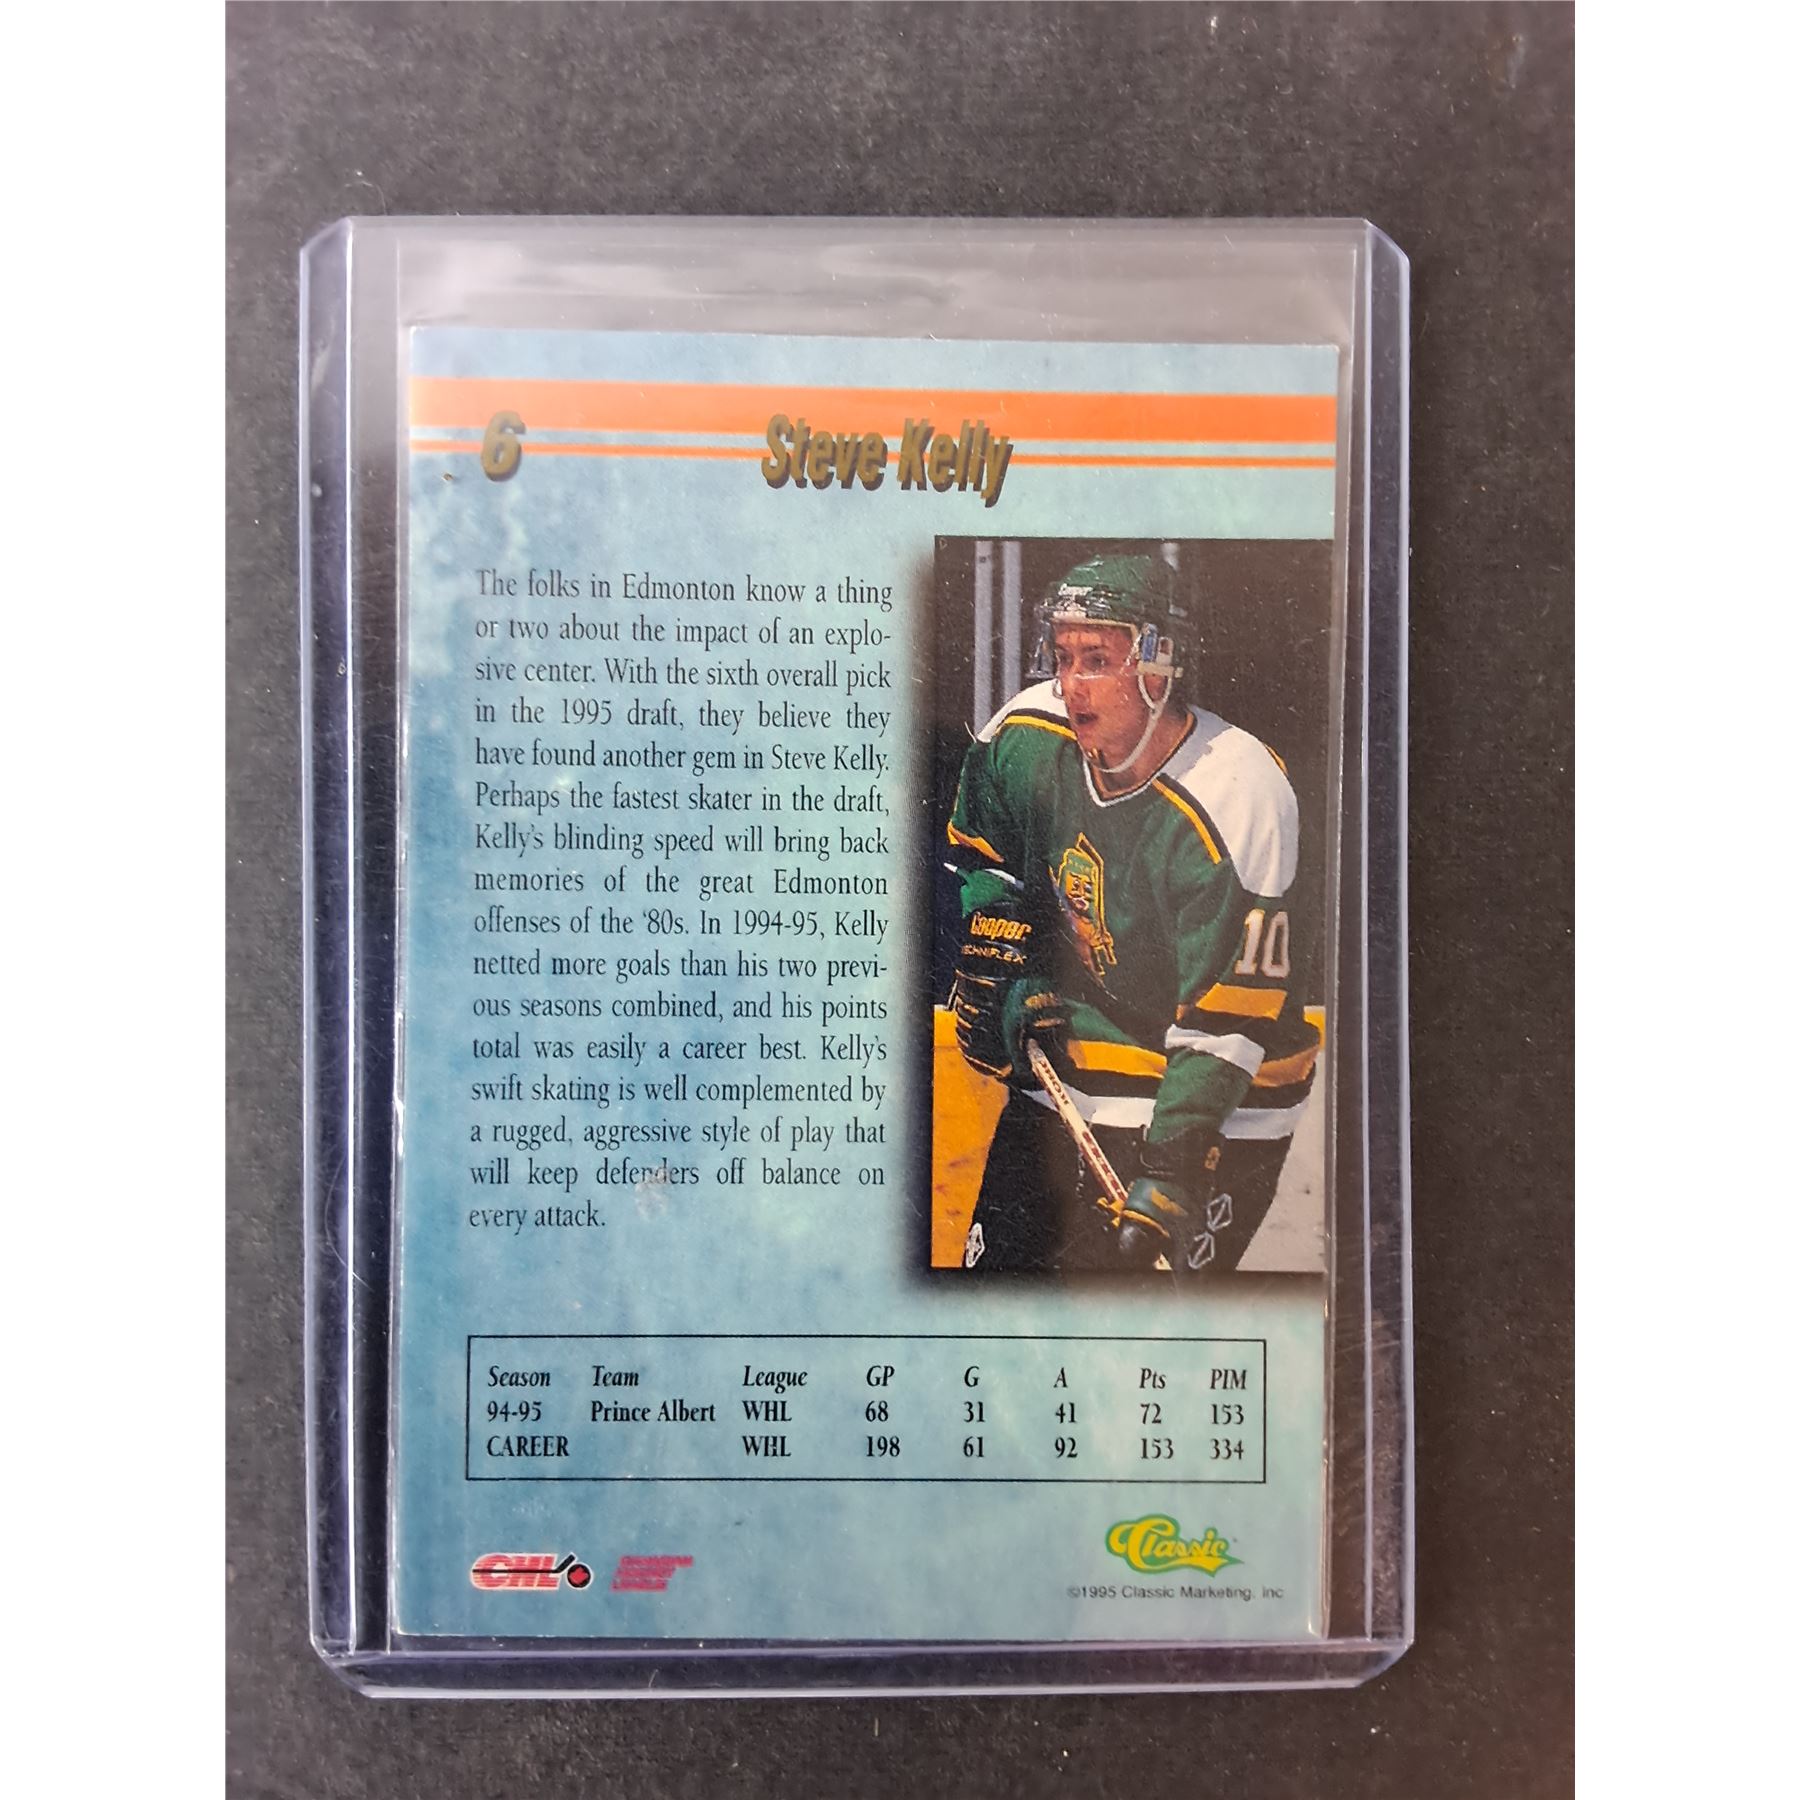 6 Steve Kelly
The folks in Edmonton know a thing
or two about the impact of an explo-
sive center. With the sixth overall pick
in the 1995 draft, they believe they
have found another gem in Steve Kelly.
Perhaps the fastest skater in the draft,
Kelly's blinding speed will bring back
memories of the great Edmonton
offenses of the '80s. In 1994-95, Kelly
netted more goals than his two previ-
ous seasons combined, and his points
total was easily a career best. Kelly's
swift skating is well complemented by
a rugged, aggressive style of play that
will keep defenders off balance on
every attack.
Cooper
10
Cooper
TECHNIFLEX
Season Team League GP G A Pts PIM
94-95 Prince Albert WHL 68 31 41 72 153
CAREER WHL 198 61 92 153 334
CHL
CANADIAN
HOCKEY
LEAGUE
Classic
©1995 Classic Marketing, Inc